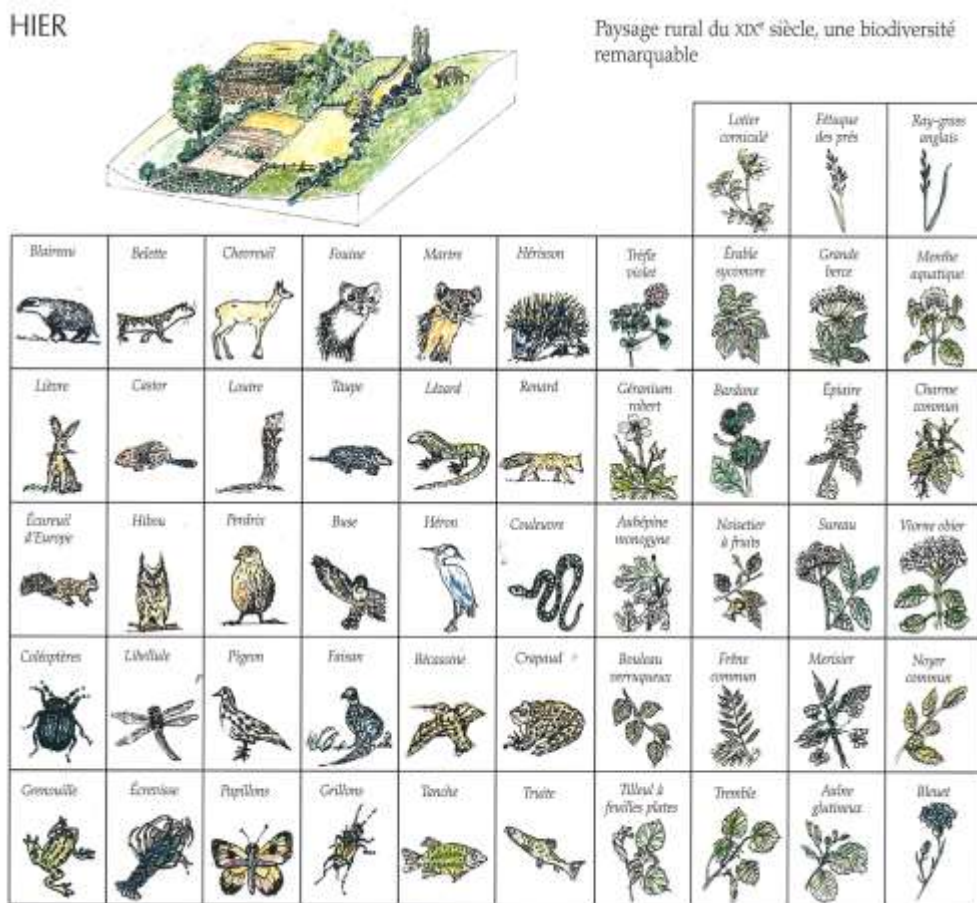 HIER
Paysage rural du XIXe siècle, une biodiversité
remarquable
Lotier
corniculé
Fétuque
des prés
Ray-grass
anglais
Blaireau
Belette
Chevreuil
Fouine
Martre
Hérisson
Trèfle
violet
Érable
sycomore
Grande
berce
Menthe
aquatique
Lièvre
Castor
Loutre
Taupe
Lézard
Renard
Géranium
robert
Bardane
Épiaire
Charme
commun
Écureuil
d'Europe
Hibou
Perdrix
Buse
Héron
Couleuvre
Aubépine
monogyne
Noisetier
à fruits
Sureau
Viorne obier
Coléoptères
Libellule
Pigeon
Faisan
Bécassine
Crapaud
Bouleau
verruqueux
Frêne
commun
Merisier
Noyer
commun
Grenouille
Écrevisse
Papillons
Grillons
Tanche
Truite
Tilleul à
feuilles plates
Tremble
Aulne
glutineux
Bleuet